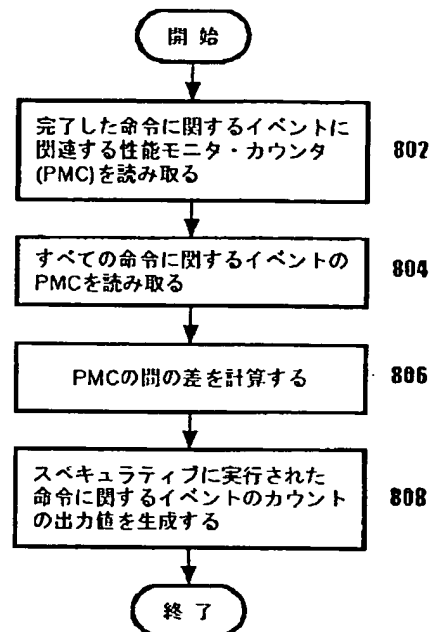 開始
完了した命令に関するイベントに
関連する性能モニタ・カウンタ
(PMC)を読み取る
802
すべての命令に関するイベントの
PMCを読み取る
804
PMCの間の差を計算する
806
スペキュラティブに実行された
命令に関するイベントのカウント
の出力値を生成する
808
終了